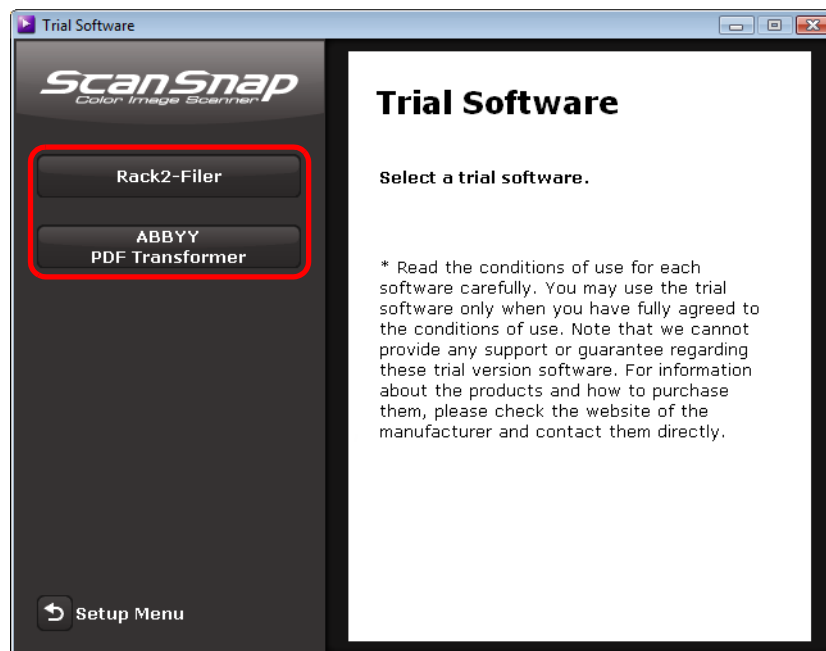 Trial Software
ScanSnap
Color Image Scanner
Rack2-Filer
ABBYY
PDF Transformer
Setup Menu
Trial Software
Select a trial software.
* Read the conditions of use for each
software carefully. You may use the trial
software only when you have fully agreed to
the conditions of use. Note that we cannot
provide any support or guarantee regarding
these trial version software. For information
about the products and how to purchase
them, please check the website of the
manufacturer and contact them directly.